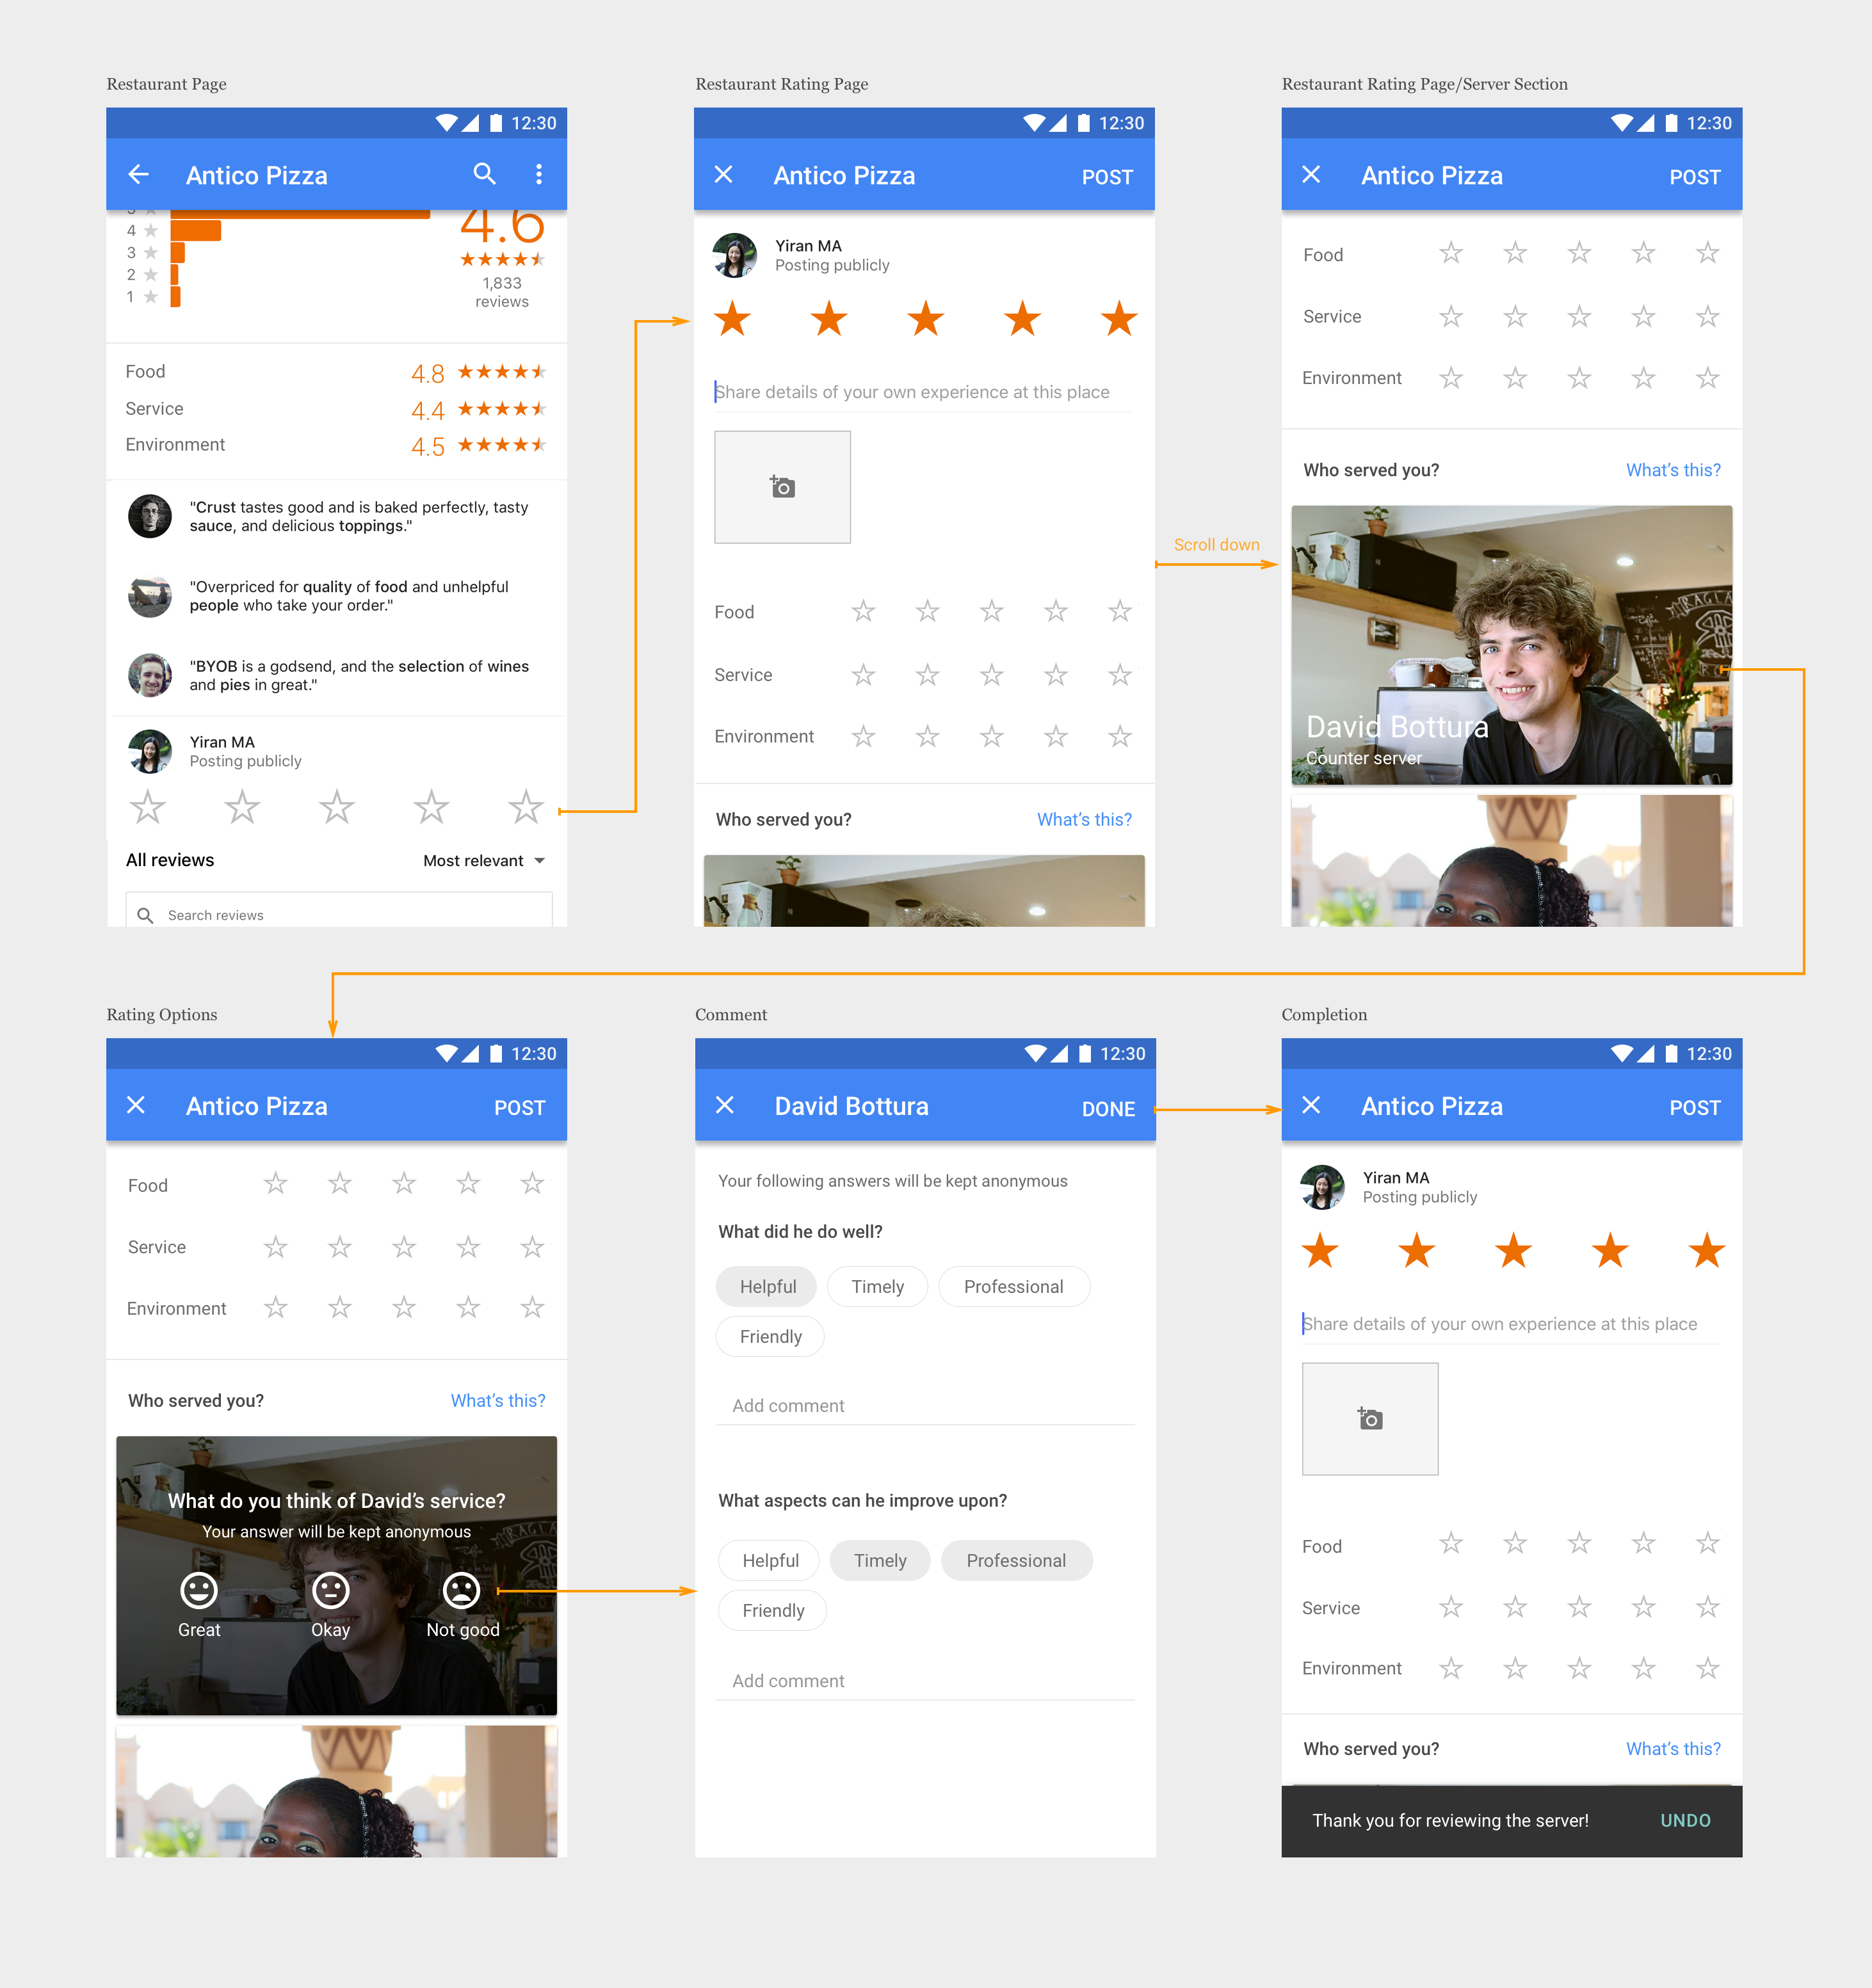 Restaurant Page
12:30
Antico Pizza
4.6
4
3
2
1
1,833
reviews
Food 4.8
Service 4.4
Environment 4.5
"Crust tastes good and is baked perfectly, tasty
sauce, and delicious toppings."
"Overpriced for quality of food and unhelpful
people who take your order."
"BYOB is a godsend, and the selection of wines
and pies in great."
Yiran MA
Posting publicly
All reviews Most relevant
Search reviews
Restaurant Rating Page
12:30
Antico Pizza POST
Yiran MA
Posting publicly
Share details of your own experience at this place
Food
Service
Environment
Who served you? What's this?
Scroll down
Restaurant Rating Page/Server Section
12:30
Antico Pizza POST
Food
Service
Environment
Who served you? What's this?
David Bottura
Counter server
Rating Options
12:30
Antico Pizza POST
Food
Service
Environment
Who served you? What's this?
What do you think of David's service?
Your answer will be kept anonymous
Great Okay Not good
Comment
12:30
David Bottura DONE
Your following answers will be kept anonymous
What did he do well?
Helpful Timely Professional
Friendly
Add comment
What aspects can he improve upon?
Helpful Timely Professional
Friendly
Add comment
Completion
12:30
Antico Pizza POST
Yiran MA
Posting publicly
Share details of your own experience at this place
Food
Service
Environment
Who served you? What's this?
Thank you for reviewing the server! UNDO